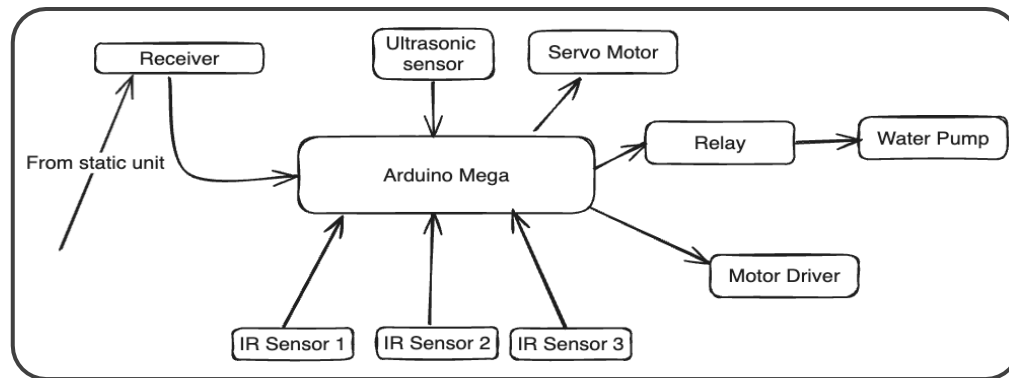 Ultrasonic
sensor
Servo Motor
Receiver
Relay
Water Pump
From static unit
Arduino Mega
Motor Driver
IR Sensor 1
IR Sensor 2
IR Sensor 3